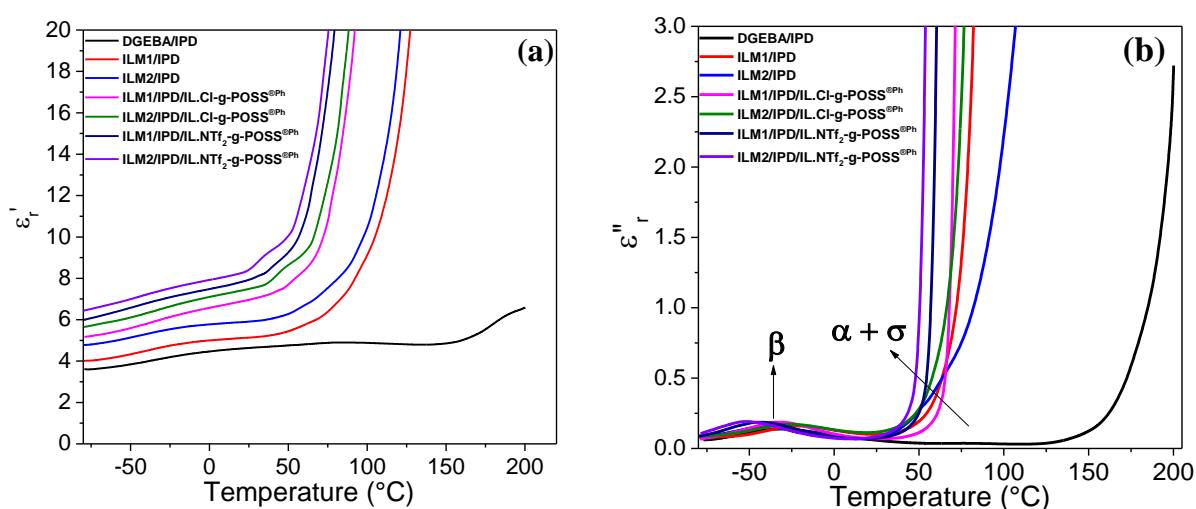 (a)
DGEBA/IPD
ILM1/IPD
ILM2/IPD
ILM1/IPD/IL.Cl-g-POSS®Ph
ILM2/IPD/IL.Cl-g-POSS®Ph
ILM1/IPD/IL.NTf2-g-POSS®Ph
ILM2/IPD/IL.NTf2-g-POSS®Ph
20
18
16
14
12
10
8
6
4
2
0
εr'
-50 0 50 100 150 200
Temperature (°C)
(b)
DGEBA/IPD
ILM1/IPD
ILM2/IPD
ILM1/IPD/IL.Cl-g-POSS®Ph
ILM2/IPD/IL.Cl-g-POSS®Ph
ILM1/IPD/IL.NTf2-g-POSS®Ph
ILM2/IPD/IL.NTf2-g-POSS®Ph
3.0
2.5
2.0
1.5
1.0
0.5
0.0
ε"r
β
α + σ
-50 0 50 100 150 200
Temperature (°C)